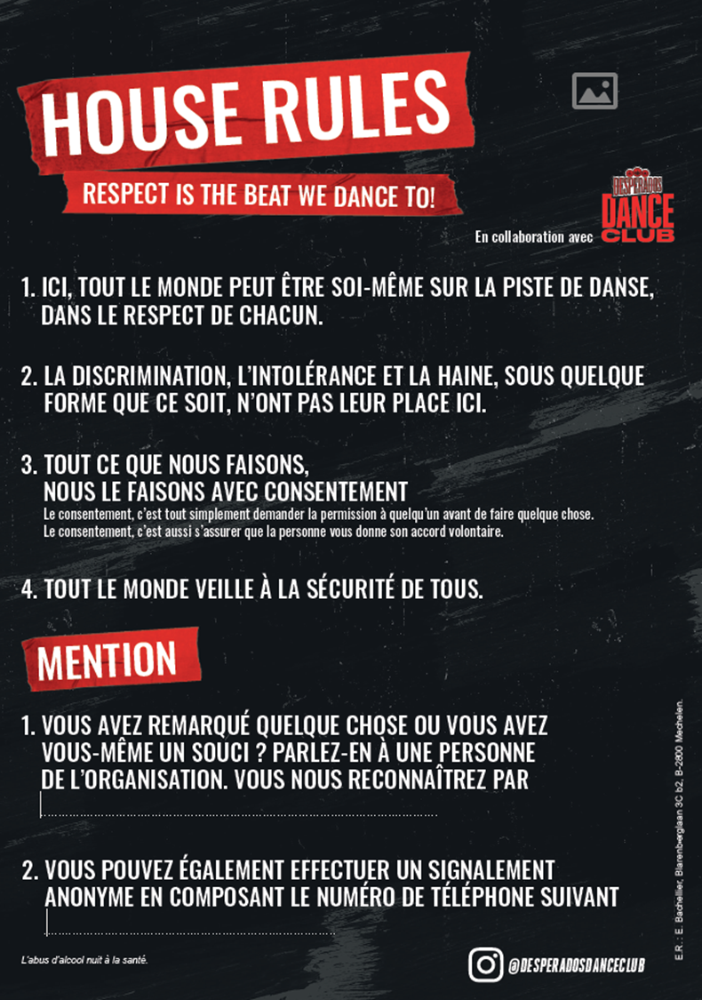 HOUSE RULES
RESPECT IS THE BEAT WE DANCE TO!
En collaboration avec
DESPERADOS
DANCE
CLUB
1. ICI, TOUT LE MONDE PEUT ÊTRE SOI-MÊME SUR LA PISTE DE DANSE,
DANS LE RESPECT DE CHACUN.
2. LA DISCRIMINATION, L'INTOLÉRANCE ET LA HAINE, SOUS QUELQUE
FORME QUE CE SOIT, N'ONT PAS LEUR PLACE ICI.
3. TOUT CE QUE NOUS FAISONS,
NOUS LE FAISONS AVEC CONSENTEMENT
Le consentement, c'est tout simplement demander la permission à quelqu'un avant de faire quelque chose.
Le consentement, c'est aussi s'assurer que la personne vous donne son accord volontaire.
4. TOUT LE MONDE VEILLE À LA SÉCURITÉ DE TOUS.
MENTION
1. VOUS AVEZ REMARQUÉ QUELQUE CHOSE OU VOUS AVEZ
VOUS-MÊME UN SOUCI ? PARLEZ-EN À UNE PERSONNE
DE L'ORGANISATION. VOUS NOUS RECONNAÎTREZ PAR
2. VOUS POUVEZ ÉGALEMENT EFFECTUER UN SIGNALEMENT
ANONYME EN COMPOSANT LE NUMÉRO DE TÉLÉPHONE SUIVANT
L'abus d'alcool nuit à la santé.
@DESPERADOSDANCECLUB
E.R.: E. Bachellier, Blarenberglaan 3C b2, B-2800 Mechelen.